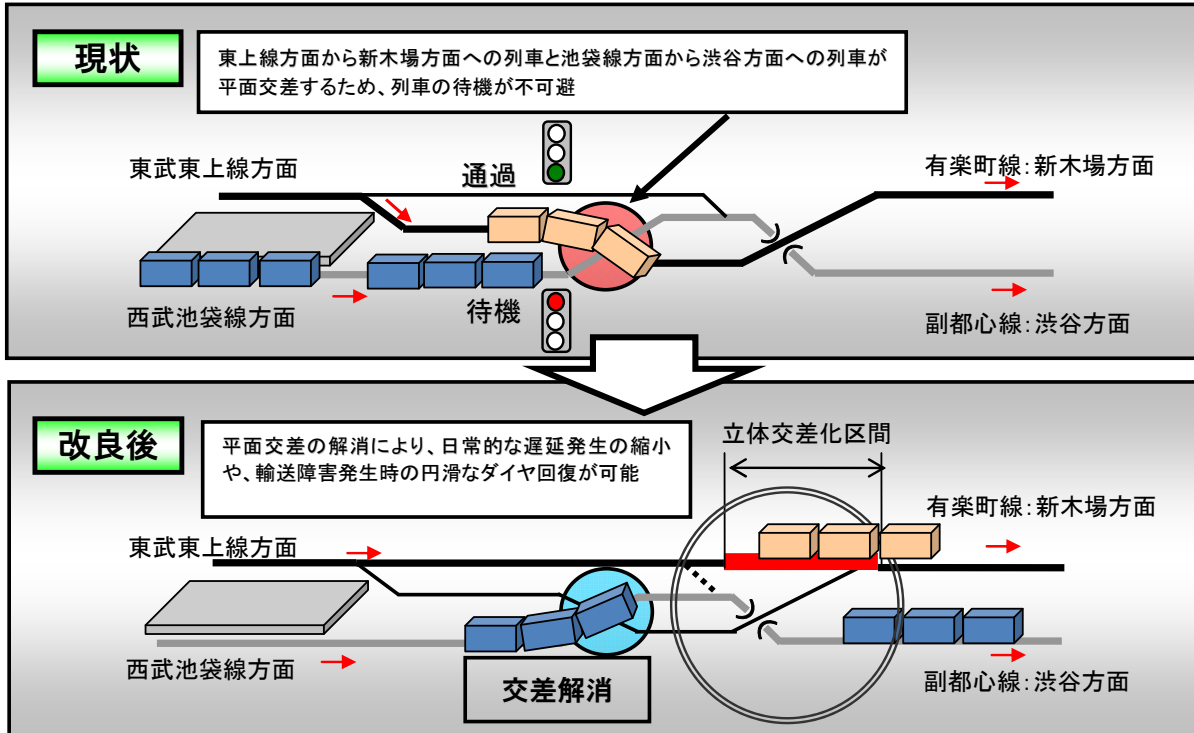 現状
東上線方面から新木場方面への列車と池袋線方面から渋谷方面への列車が
平面交差するため、列車の待機が不可避
東武東上線方面
通過
有楽町線:新木場方面
西武池袋線方面
待機
副都心線:渋谷方面
改良後
平面交差の解消により、日常的な遅延発生の縮小
や、輸送障害発生時の円滑なダイヤ回復が可能
立体交差化区間
有楽町線:新木場方面
東武東上線方面
西武池袋線方面
交差解消
副都心線:渋谷方面